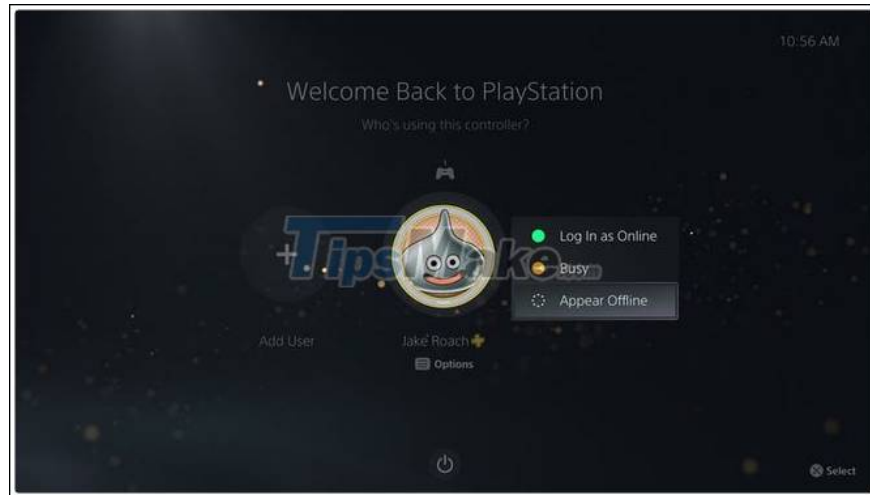 10:56 AM
Welcome Back to PlayStation
Who's using this controller?
Log In as Online
TipsMake.com
Busy
Appear Offline
Add User
Jake Roach
Options
Select